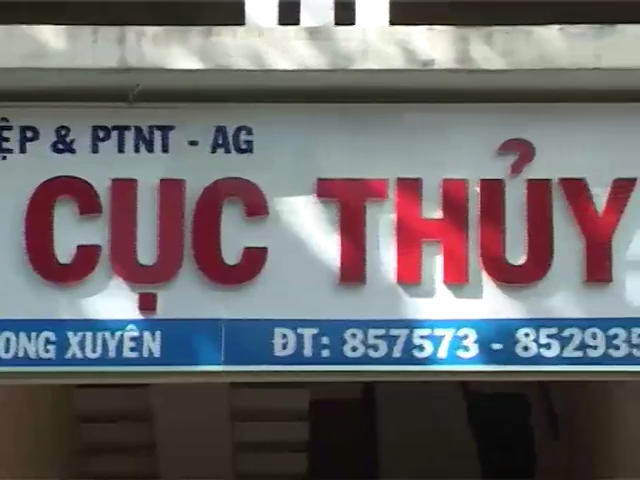 ỆP & PTNT - AG
CỤC THỦY
ONG XUYÊN ĐT: 857573 - 852935